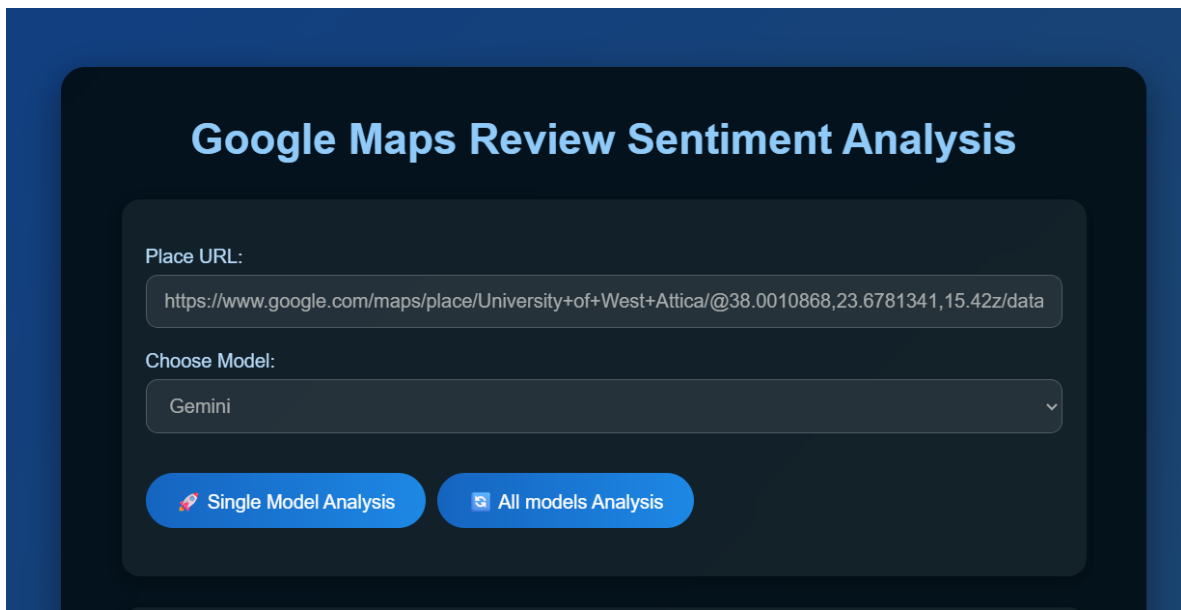 Google Maps Review Sentiment Analysis
Place URL:
https://www.google.com/maps/place/University+of+West+Attica/@38.0010868,23.6781341,15.42z/data
Choose Model:
Gemini
🚀 Single Model Analysis
🔄 All models Analysis